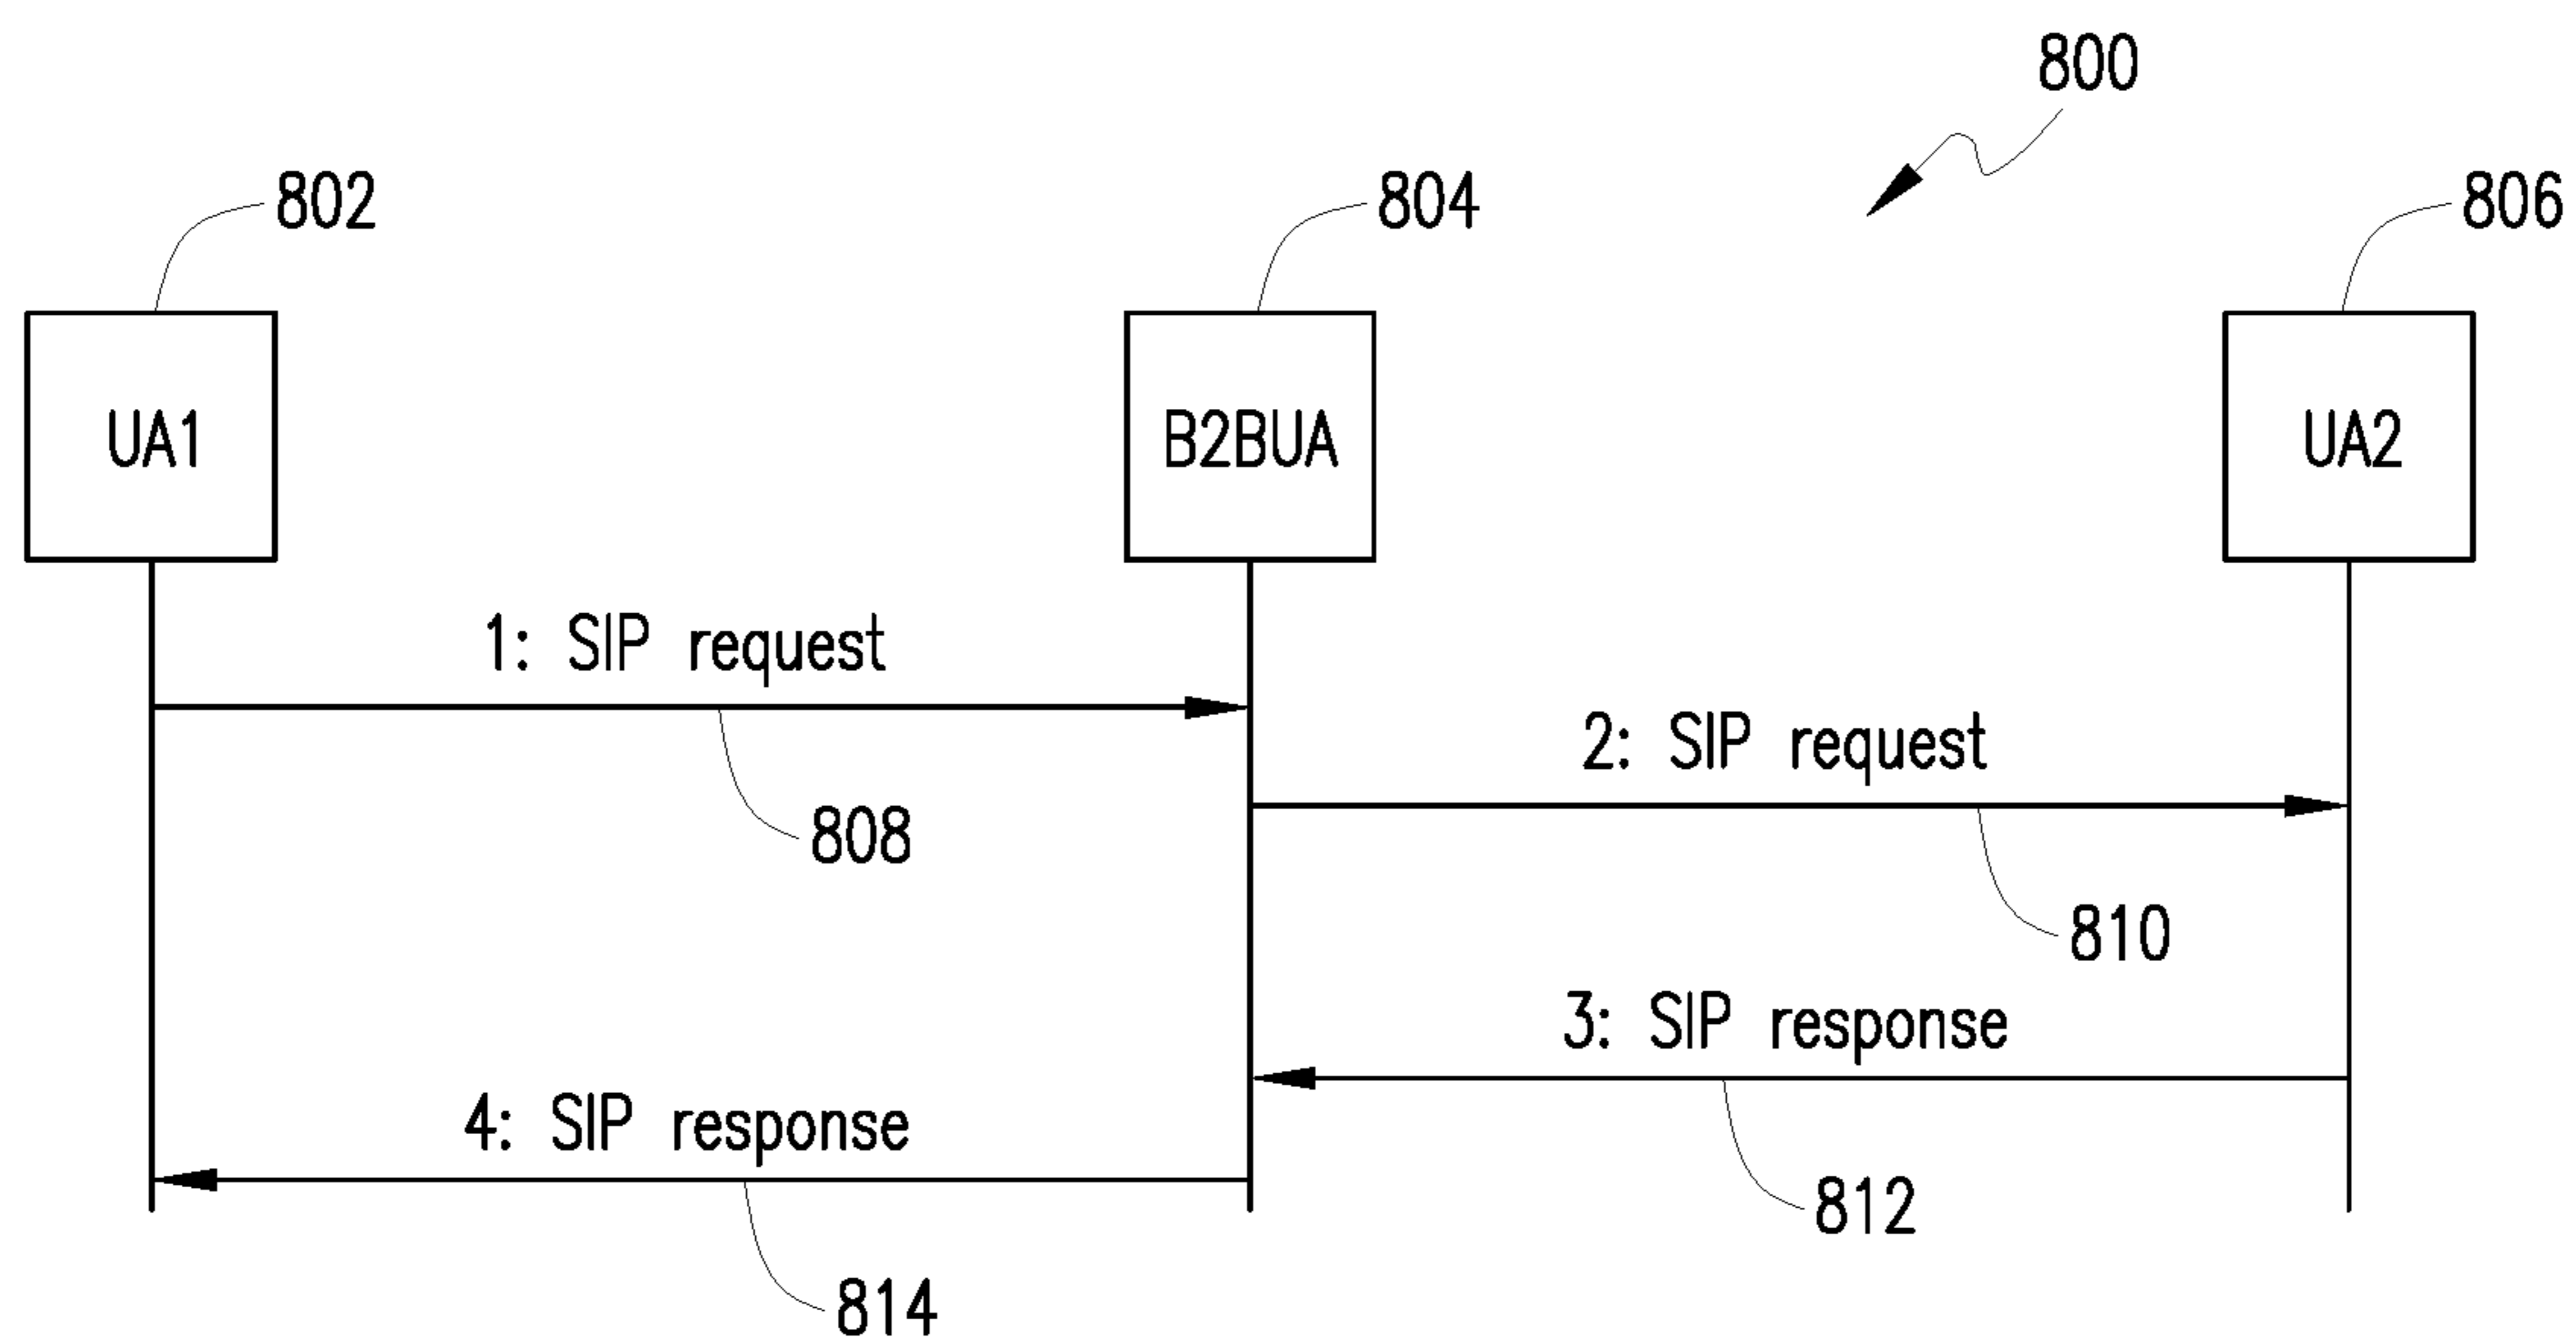 800
802
804
806
UA1
B2BUA
UA2
1: SIP request
808
2: SIP request
810
3: SIP response
812
4: SIP response
814